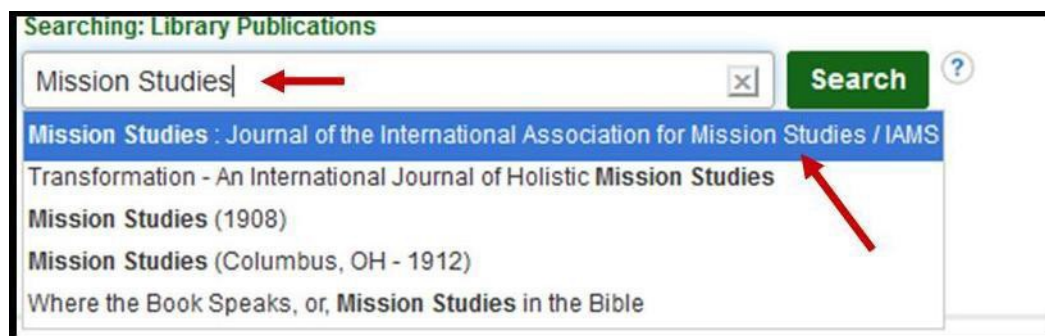 Searching: Library Publications
Mission Studies Search ?
Mission Studies : Journal of the International Association for Mission Studies / IAMS
Transformation - An International Journal of Holistic Mission Studies
Mission Studies (1908)
Mission Studies (Columbus, OH - 1912)
Where the Book Speaks, or, Mission Studies in the Bible